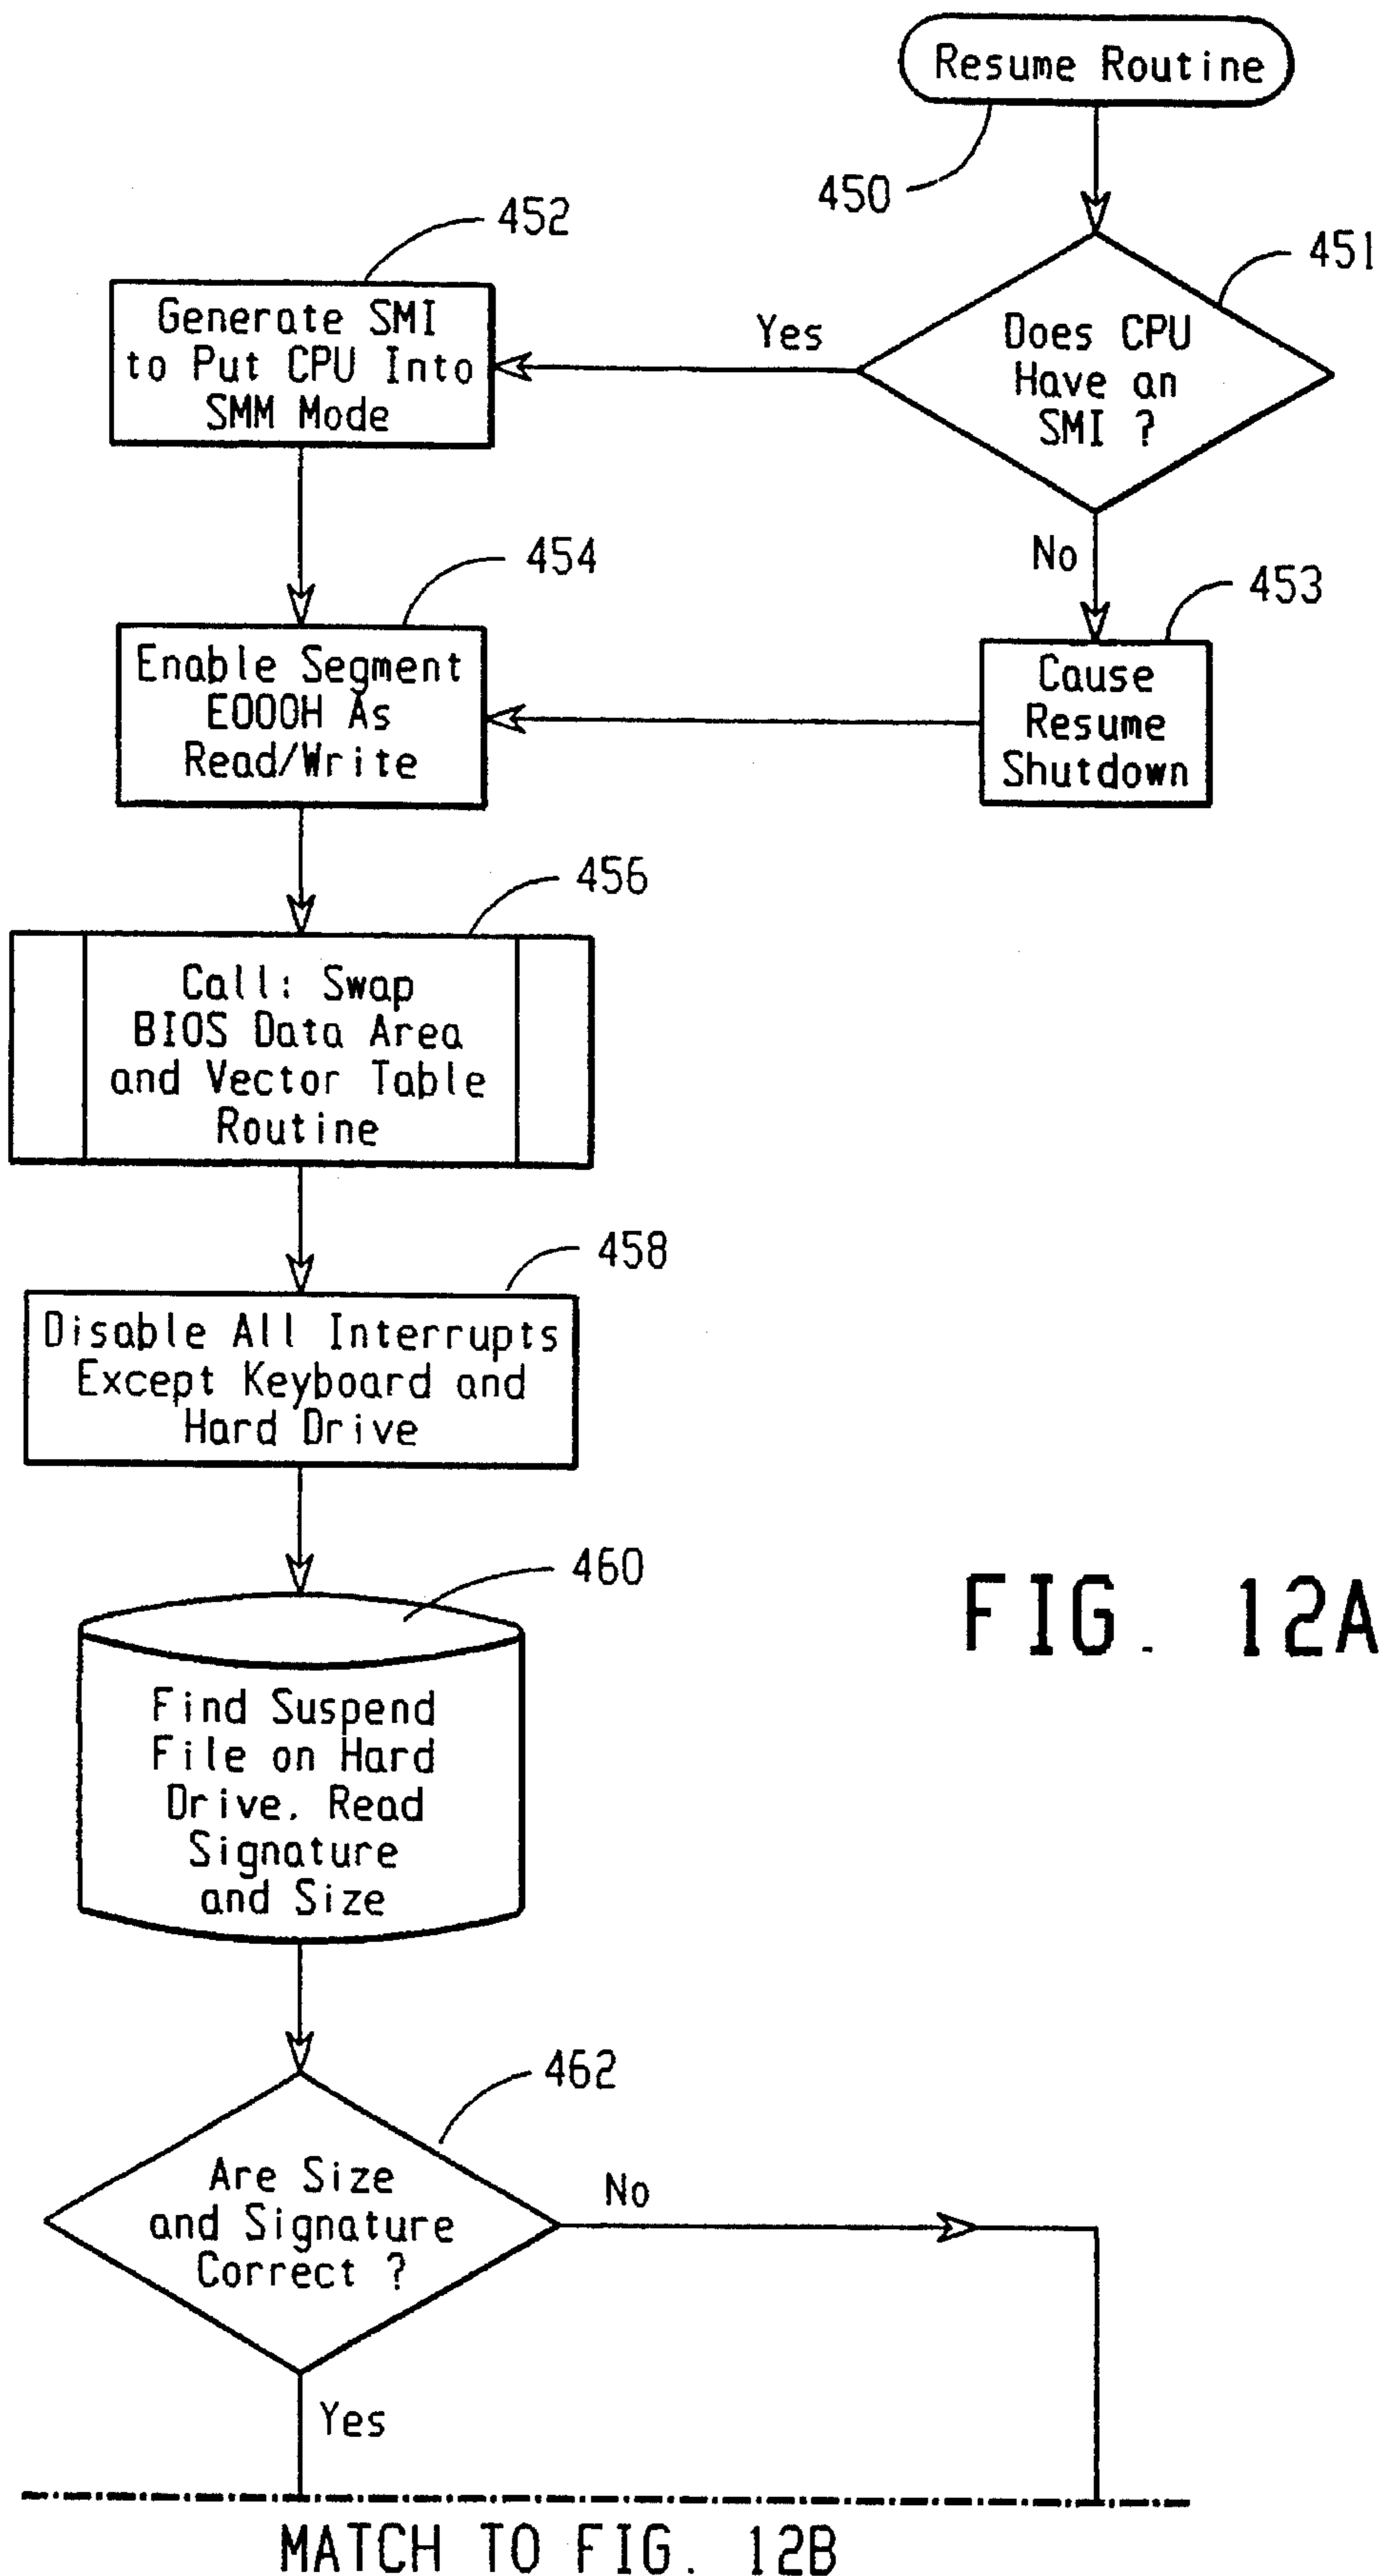 Resume Routine
450
451
Does CPU
Have an
SMI ?
Yes
No
452
Generate SMI
to Put CPU Into
SMM Mode
453
Cause
Resume
Shutdown
454
Enable Segment
E000H As
Read/Write
456
Call: Swap
BIOS Data Area
and Vector Table
Routine
458
Disable All Interrupts
Except Keyboard and
Hard Drive
460
Find Suspend
File on Hard
Drive. Read
Signature
and Size
FIG. 12A
462
Are Size
and Signature
Correct ?
No
Yes
MATCH TO FIG. 12B